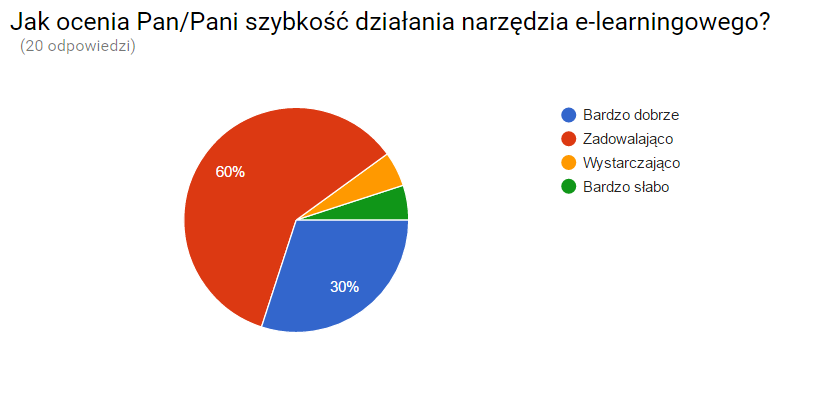 Jak ocenia Pan/Pani szybkość działania narzędzia e-learningowego?
(20 odpowiedzi)
Bardzo dobrze
Zadowalająco
Wystarczająco
Bardzo słabo
60%
30%